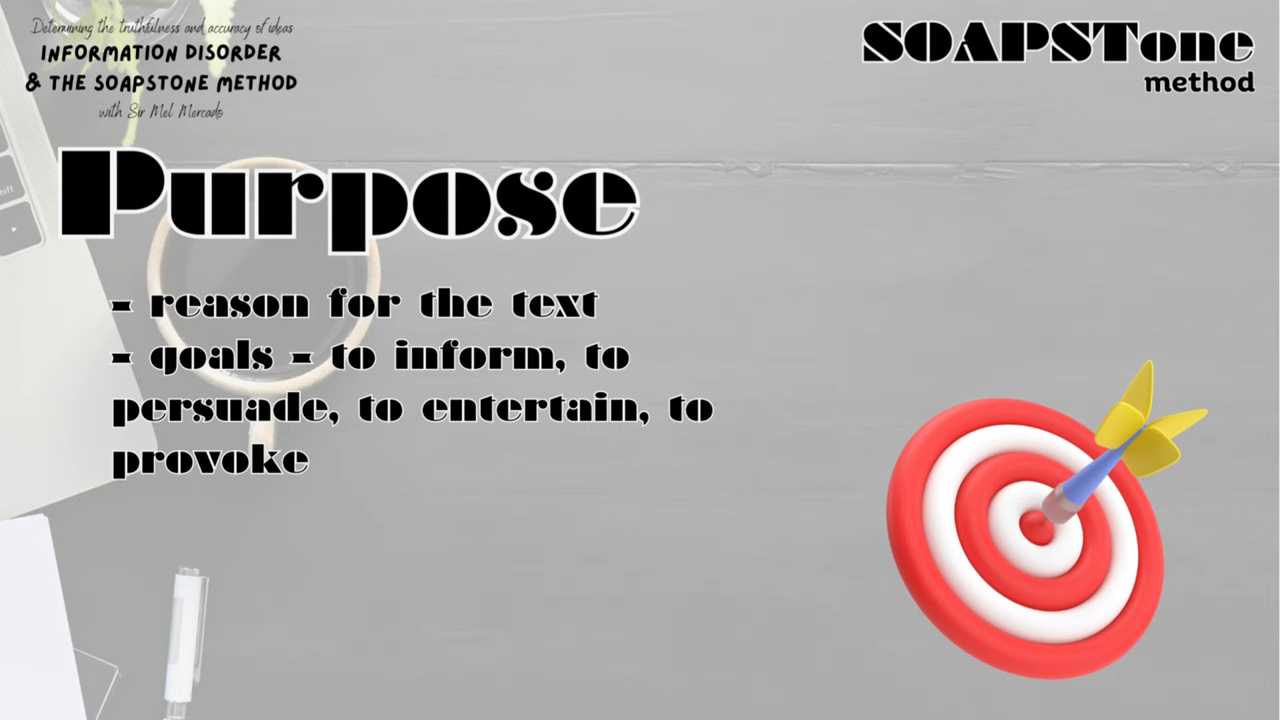 Determining the truthfulness and accuracy of ideas
INFORMATION DISORDER
& THE SOAPSTONE METHOD
with Sir Mel Mercado
SOAPSTone
method
shift
Purpose
- reason for the text
- goals - to inform, to
persuade, to entertain, to
provoke